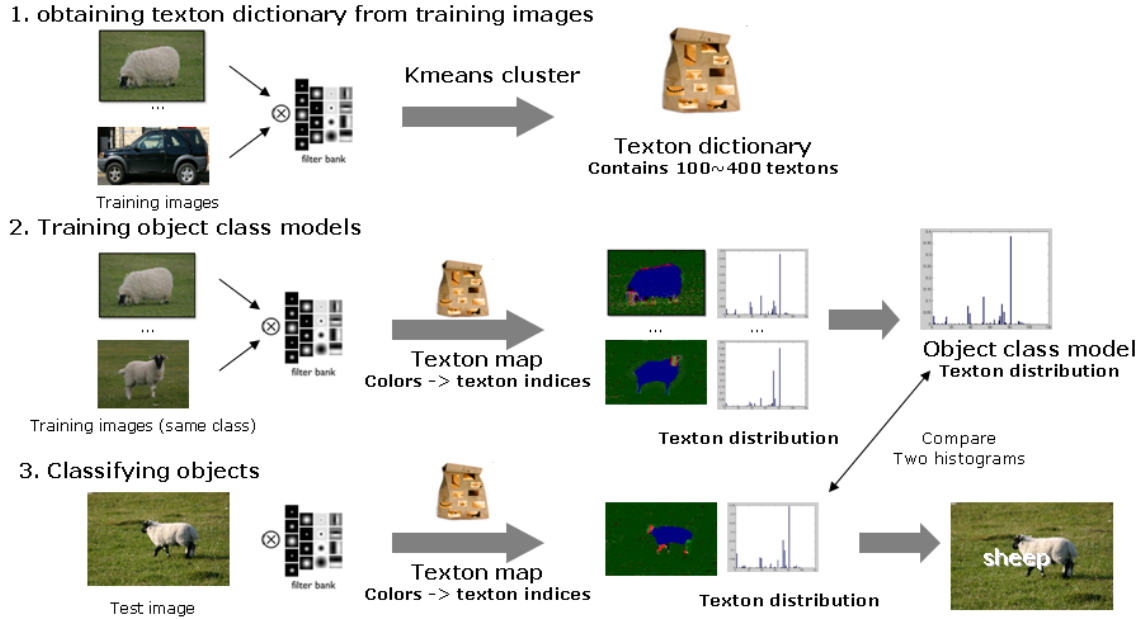 1. obtaining texton dictionary from training images
Kmeans cluster
...
filter bank
Texton dictionary
Contains 100~400 textons
Training images
2. Training object class models
...
filter bank
Texton map
Colors -> texton indices
...
...
Object class model
Texton distribution
Training images (same class)
Texton distribution
Compare
Two histograms
3. Classifying objects
filter bank
Texton map
Colors -> texton indices
sheep
Texton distribution
Test image